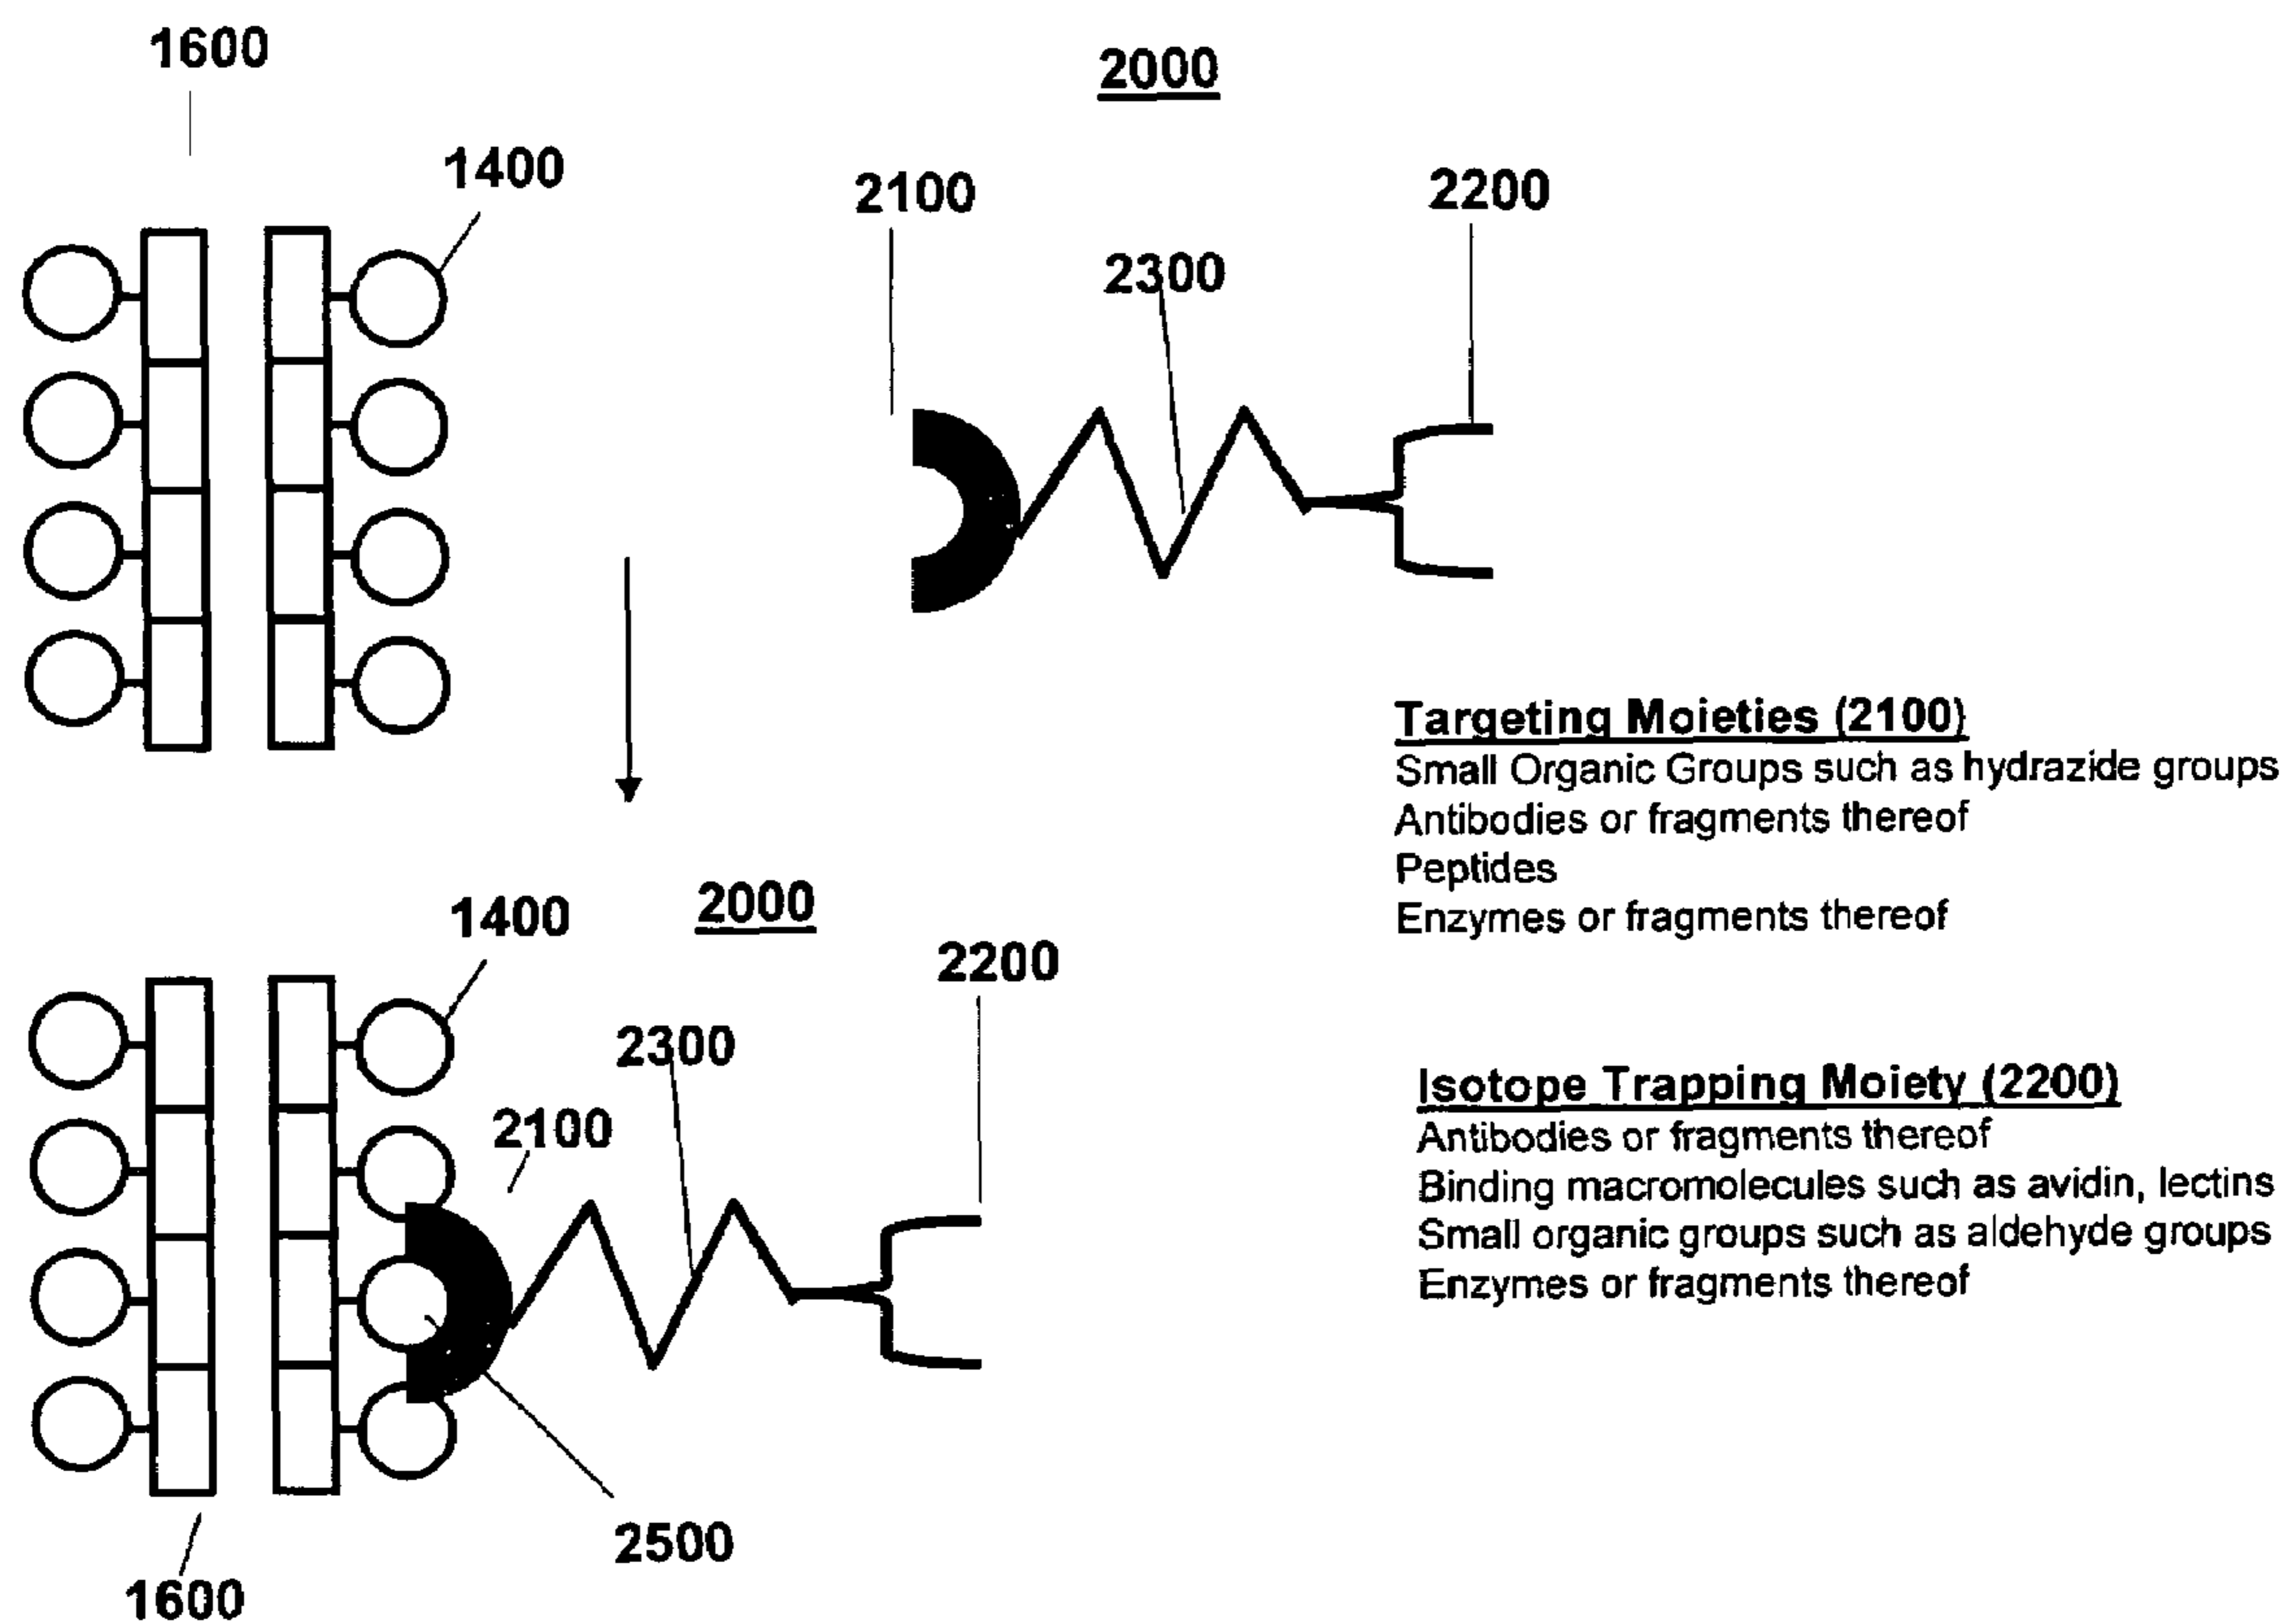 1600
2000
1400
2100
2200
2300
Targeting Moieties (2100)
Small Organic Groups such as hydrazide groups
Antibodies or fragments thereof
Peptides
Enzymes or fragments thereof
1400
2000
2200
2300
2100
Isotope Trapping Moiety (2200)
Antibodies or fragments thereof
Binding macromolecules such as avidin, lectins
Small organic groups such as aldehyde groups
Enzymes or fragments thereof
2500
1600